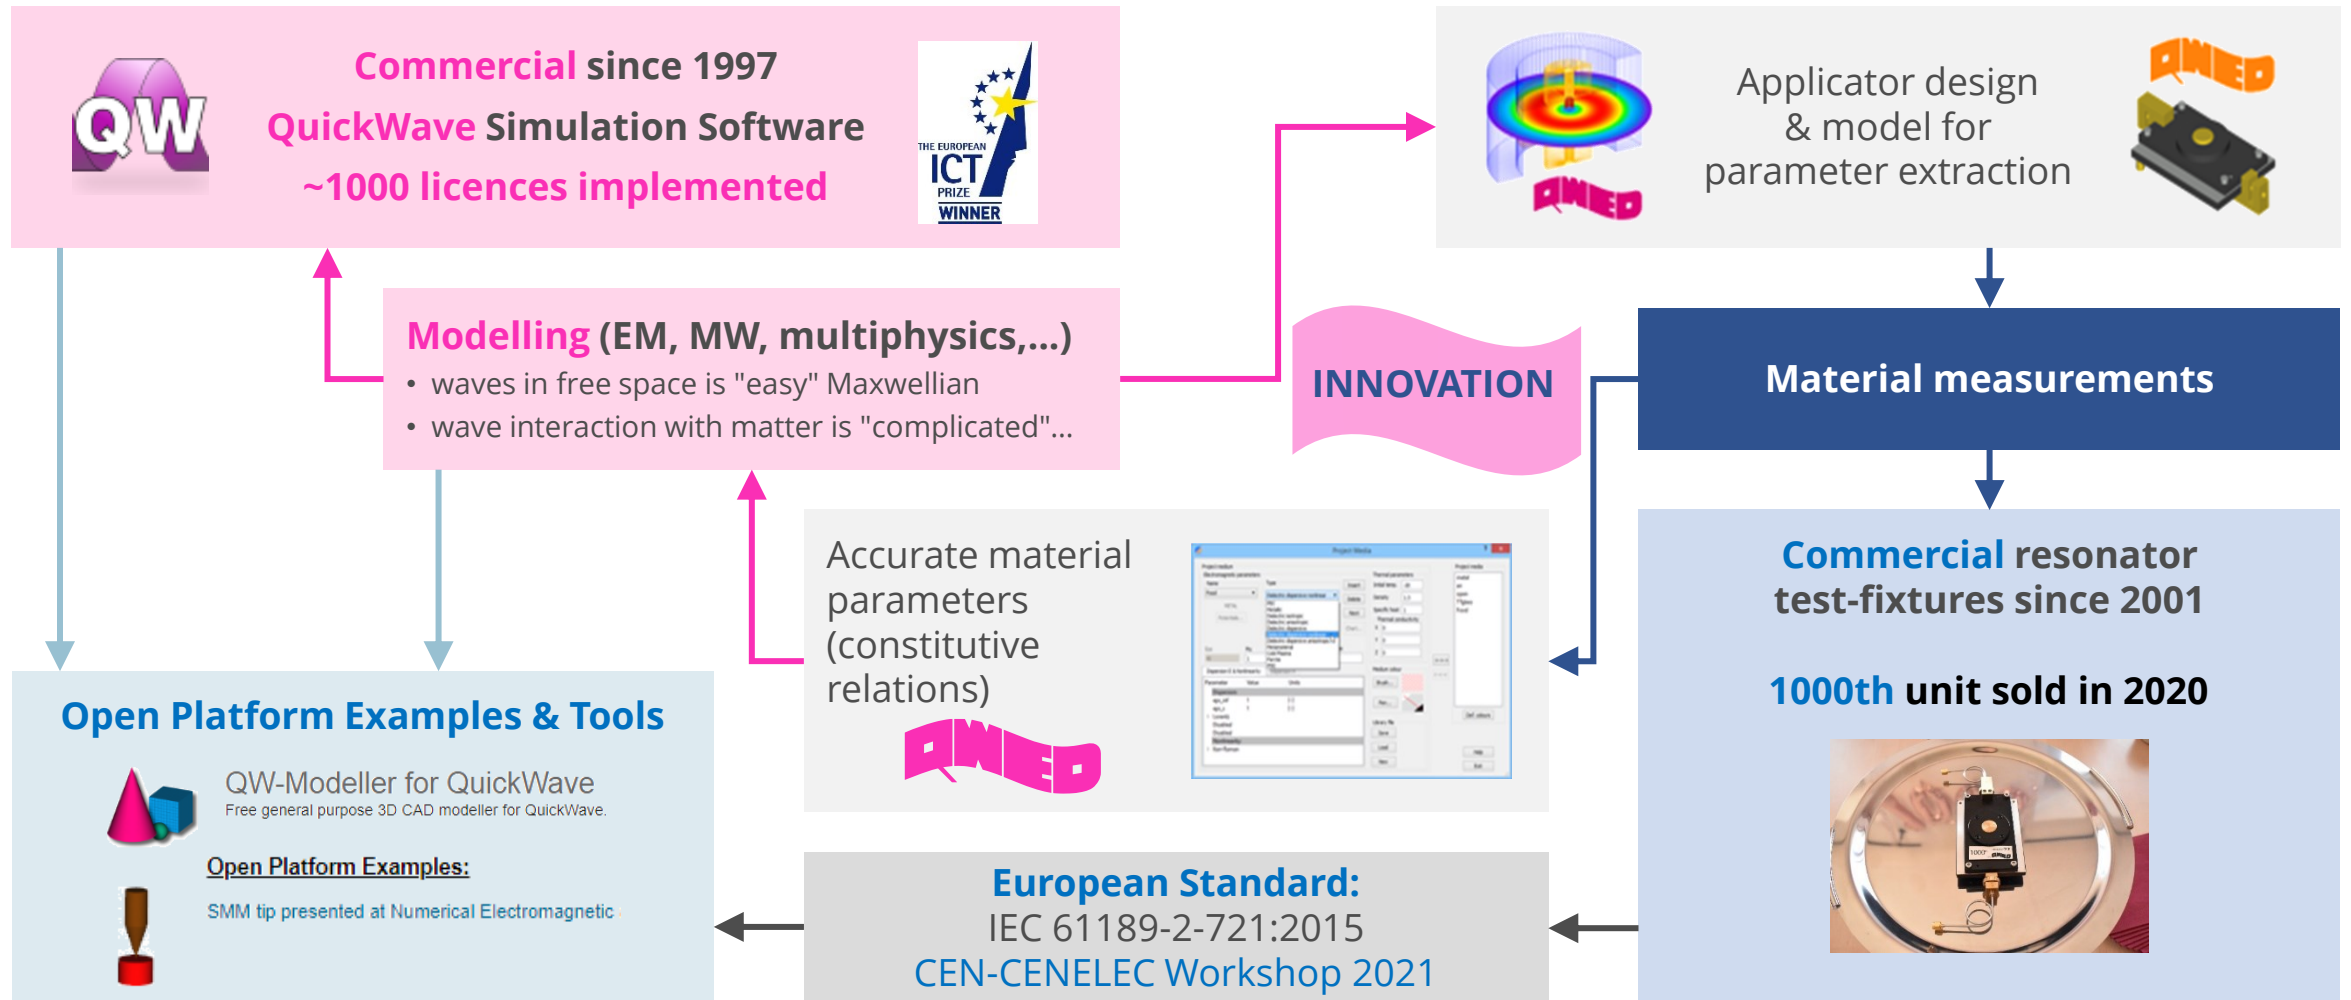 QW
Commercial since 1997
QuickWave Simulation Software
~1000 licences implemented
THE EUROPEAN
ICT
PRIZE
WINNER
QWED
Applicator design
& model for
parameter extraction
QWED
Modelling (EM, MW, multiphysics,...)
• waves in free space is "easy" Maxwellian
• wave interaction with matter is "complicated"...
INNOVATION
Material measurements
Accurate material
parameters
(constitutive
relations)
QWED
Project Media
Commercial resonator
test-fixtures since 2001
1000th unit sold in 2020
Open Platform Examples & Tools
QW-Modeller for QuickWave
Free general purpose 3D CAD modeller for QuickWave.
Open Platform Examples:
SMM tip presented at Numerical Electromagnetic
European Standard:
IEC 61189-2-721:2015
CEN-CENELEC Workshop 2021